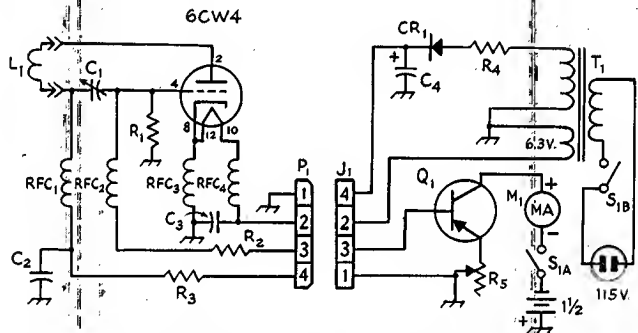 6CW4
L1
C1
2
4
8
12
10
R1
RFC1
RFC2
RFC3
RFC4
C3
C2
R2
R3
P1
1
2
3
4
J1
4
2
3
1
CR1
+
C4
R4
T1
6.3V.
Q1
+
M1
MA
–
S1A
S1B
R5
+
1½
115V.